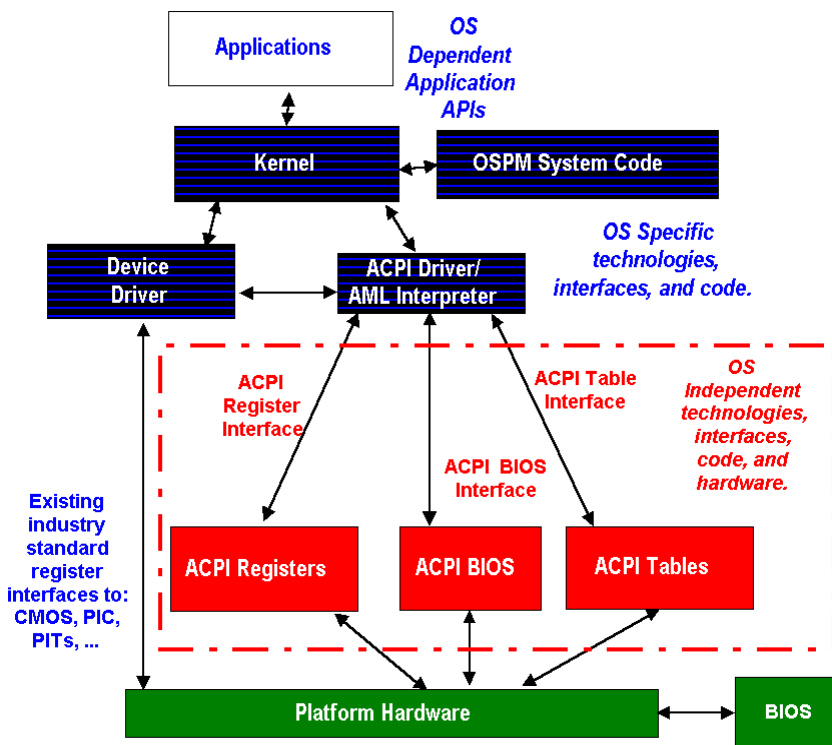 Applications
OS
Dependent
Application
APIs
Kernel
OSPM System Code
OS Specific
technologies,
interfaces, and code.
Device
Driver
ACPI Driver/
AML Interpreter
ACPI
Register
Interface
ACPI Table
Interface
OS
Independent
technologies,
interfaces,
code, and
hardware.
ACPI BIOS
Interface
Existing
industry
standard
register
interfaces to:
CMOS, PIC,
PITs, ...
ACPI Registers
ACPI BIOS
ACPI Tables
Platform Hardware
BIOS